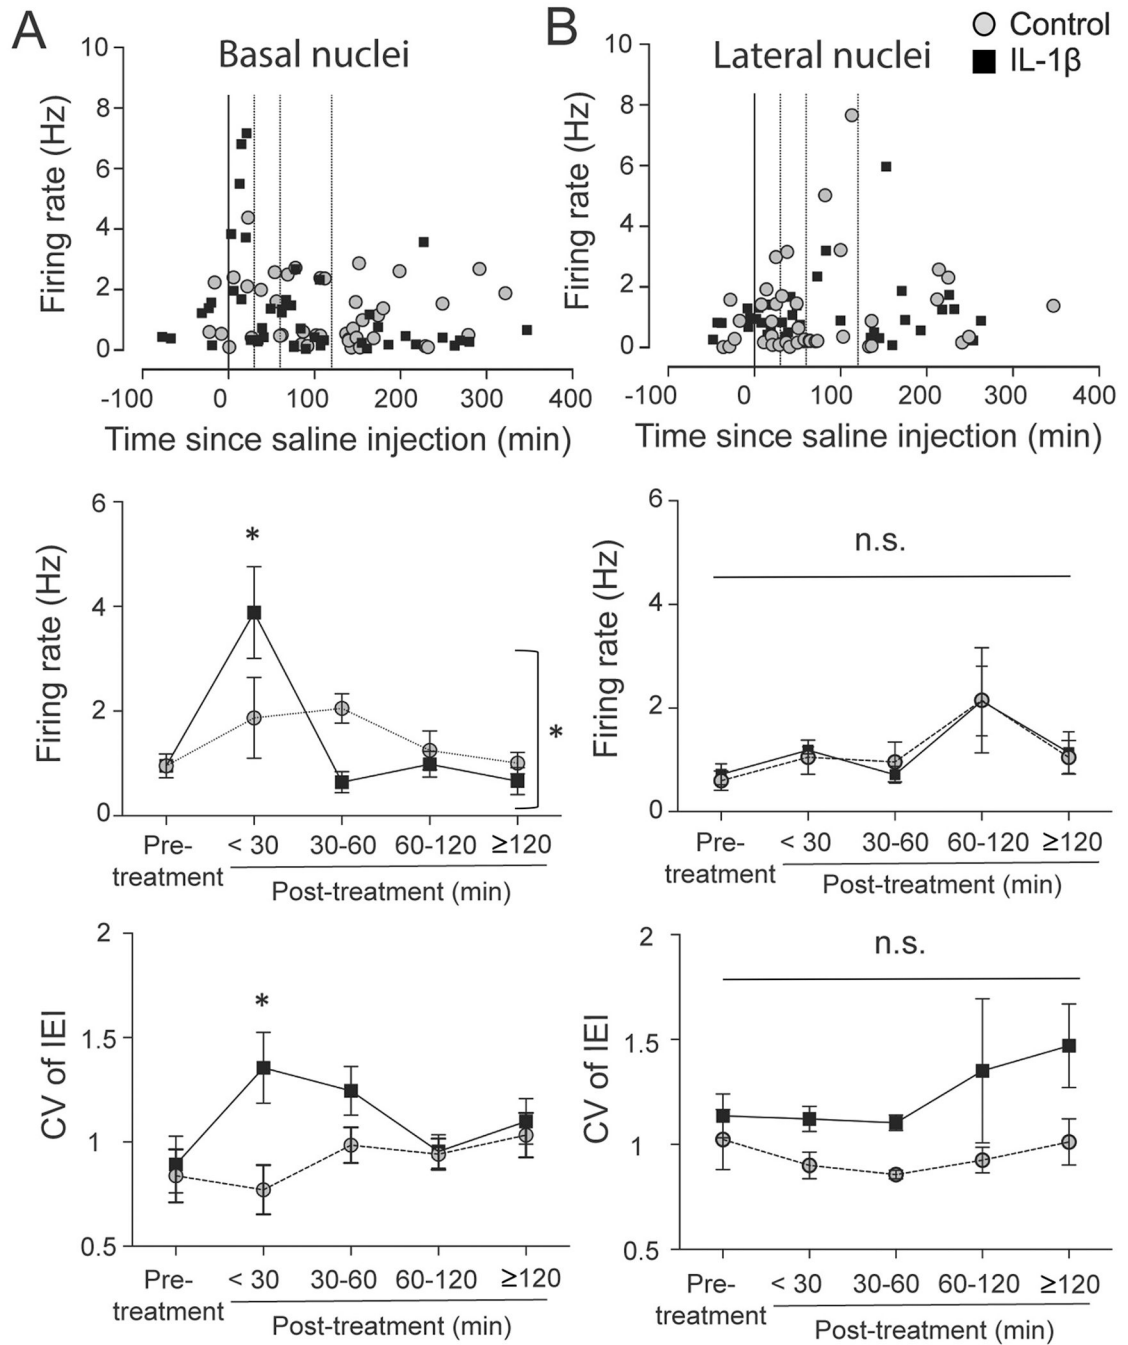 A
Basal nuclei
Firing rate (Hz)
10
8
6
4
2
0
-100
0
100
200
300
400
Time since saline injection (min)
B
Lateral nuclei
Control
IL-1β
Firing rate (Hz)
10
8
6
4
2
0
-100
0
100
200
300
400
Time since saline injection (min)
Firing rate (Hz)
6
4
2
0
*
*
Pre-
treatment
< 30
30-60
60-120
≥120
Post-treatment (min)
Firing rate (Hz)
6
4
2
0
n.s.
Pre-
treatment
< 30
30-60
60-120
≥120
Post-treatment (min)
CV of IEI
2
1.5
1
0.5
*
Pre-
treatment
< 30
30-60
60-120
≥120
Post-treatment (min)
CV of IEI
2
1.5
1
0.5
n.s.
Pre-
treatment
< 30
30-60
60-120
≥120
Post-treatment (min)